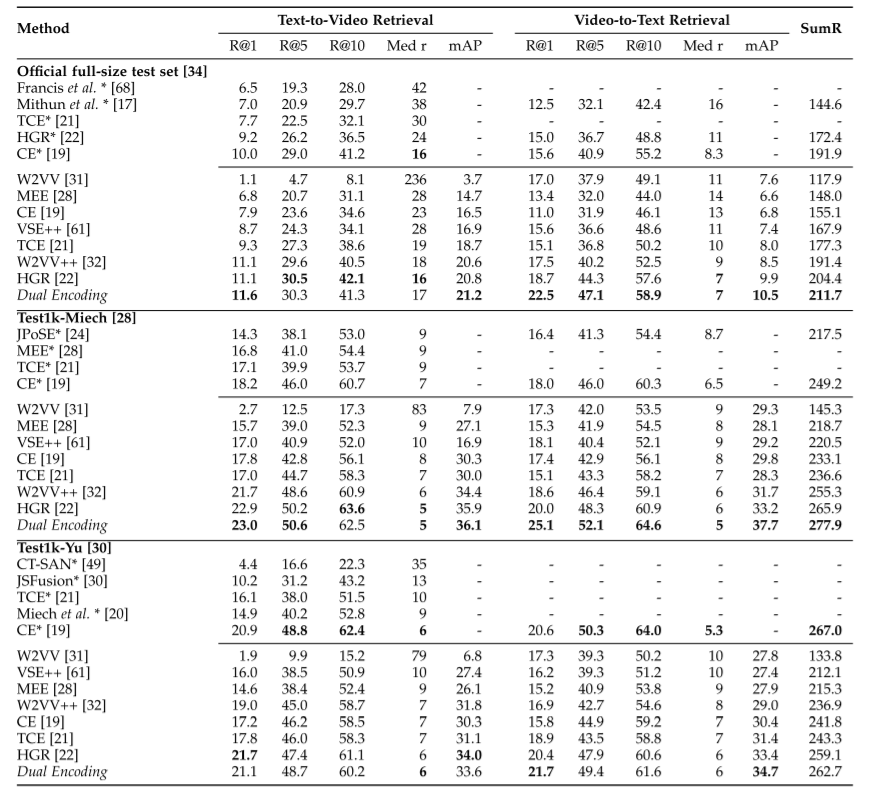 Method Text-to-Video Retrieval Video-to-Text Retrieval SumR
R@1 R@5 R@10 Med r mAP R@1 R@5 R@10 Med r mAP
Official full-size test set [34]
Francis et al. * [68] 6.5 19.3 28.0 42 - - - - - - -
Mithun et al. * [17] 7.0 20.9 29.7 38 - 12.5 32.1 42.4 16 - 144.6
TCE* [21] 7.7 22.5 32.1 30 - - - - - - -
HGR* [22] 9.2 26.2 36.5 24 - 15.0 36.7 48.8 11 - 172.4
CE* [19] 10.0 29.0 41.2 16 - 15.6 40.9 55.2 8.3 - 191.9
W2VV [31] 1.1 4.7 8.1 236 3.7 17.0 37.9 49.1 11 7.6 117.9
MEE [28] 6.8 20.7 31.1 28 14.7 13.4 32.0 44.0 14 6.6 148.0
CE [19] 7.9 23.6 34.6 23 16.5 11.0 31.9 46.1 13 6.8 155.1
VSE++ [61] 8.7 24.3 34.1 28 16.9 15.6 36.6 48.6 11 7.4 167.9
TCE [21] 9.3 27.3 38.6 19 18.7 15.1 36.8 50.2 10 8.0 177.3
W2VV++ [32] 11.1 29.6 40.5 18 20.6 17.5 40.2 52.5 9 8.5 191.4
HGR [22] 11.1 30.5 42.1 16 20.8 18.7 44.3 57.6 7 9.9 204.4
Dual Encoding 11.6 30.3 41.3 17 21.2 22.5 47.1 58.9 7 10.5 211.7
Test1k-Miech [28]
JPoSE* [24] 14.3 38.1 53.0 9 - 16.4 41.3 54.4 8.7 - 217.5
MEE* [28] 16.8 41.0 54.4 9 - - - - - - -
TCE* [21] 17.1 39.9 53.7 9 - - - - - - -
CE* [19] 18.2 46.0 60.7 7 - 18.0 46.0 60.3 6.5 - 249.2
W2VV [31] 2.7 12.5 17.3 83 7.9 17.3 42.0 53.5 9 29.3 145.3
MEE [28] 15.7 39.0 52.3 9 27.1 15.3 41.9 54.5 8 28.1 218.7
VSE++ [61] 17.0 40.9 52.0 10 16.9 18.1 40.4 52.1 9 29.2 220.5
CE [19] 17.8 42.8 56.1 8 30.3 17.4 42.9 56.1 8 29.8 233.1
TCE [21] 17.0 44.7 58.3 7 30.0 15.1 43.3 58.2 7 28.3 236.6
W2VV++ [32] 21.7 48.6 60.9 6 34.4 18.6 46.4 59.1 6 31.7 255.3
HGR [22] 22.9 50.2 63.6 5 35.9 20.0 48.3 60.9 6 33.2 265.9
Dual Encoding 23.0 50.6 62.5 5 36.1 25.1 52.1 64.6 5 37.7 277.9
Test1k-Yu [30]
CT-SAN* [49] 4.4 16.6 22.3 35 - - - - - - -
JSFusion* [30] 10.2 31.2 43.2 13 - - - - - - -
TCE* [21] 16.1 38.0 51.5 10 - - - - - - -
Miech et al. * [20] 14.9 40.2 52.8 9 - - - - - - -
CE* [19] 20.9 48.8 62.4 6 - 20.6 50.3 64.0 5.3 - 267.0
W2VV [31] 1.9 9.9 15.2 79 6.8 17.3 39.3 50.2 10 27.8 133.8
VSE++ [61] 16.0 38.5 50.9 10 27.4 16.2 39.3 51.2 10 27.4 212.1
MEE [28] 14.6 38.4 52.4 9 26.1 15.2 40.9 53.8 9 27.9 215.3
W2VV++ [32] 19.0 45.0 58.7 7 31.8 16.9 42.7 54.6 8 29.0 236.9
CE [19] 17.2 46.2 58.5 7 30.3 15.8 44.9 59.2 7 30.4 241.8
TCE [21] 17.8 46.0 58.3 7 31.1 18.9 43.5 58.8 7 31.4 243.3
HGR [22] 21.7 47.4 61.1 6 34.0 20.4 47.9 60.6 6 33.4 259.1
Dual Encoding 21.1 48.7 60.2 6 33.6 21.7 49.4 61.6 6 34.7 262.7